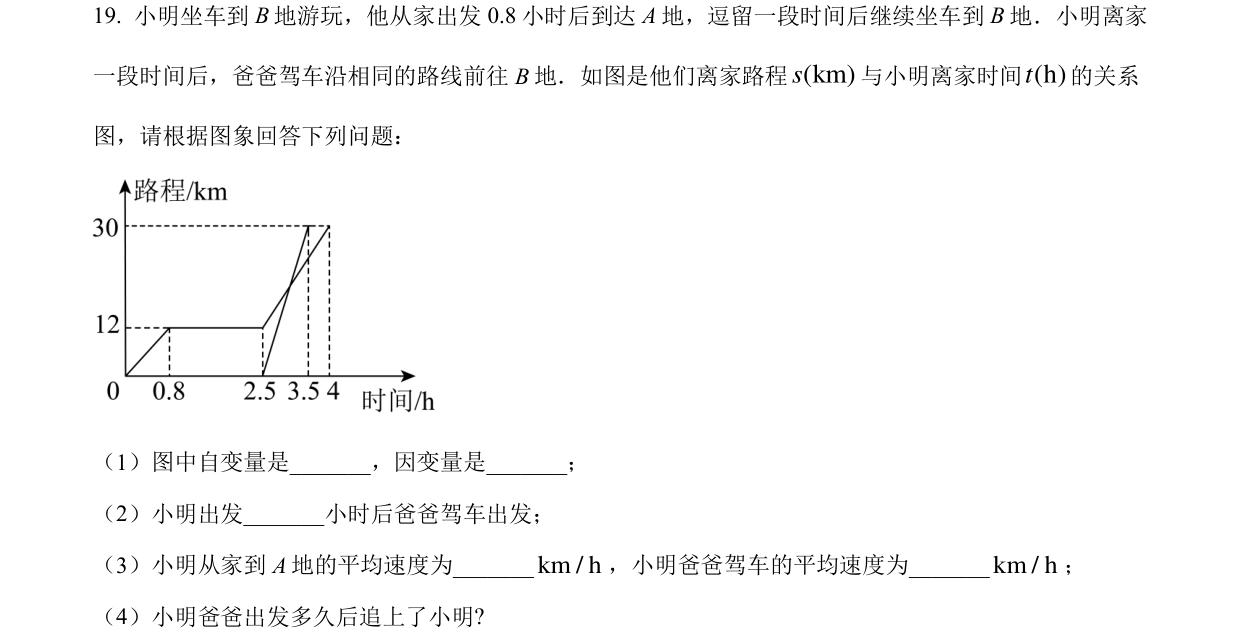 19. 小明坐车到 B 地游玩，他从家出发 0.8 小时后到达 A 地，逗留一段时间后继续坐车到 B 地．小明离家
一段时间后，爸爸驾车沿相同的路线前往 B 地．如图是他们离家路程 s(km) 与小明离家时间 t(h) 的关系
图，请根据图象回答下列问题：
路程/km
30
12
0 0.8 2.5 3.5 4
时间/h
（1）图中自变量是_______，因变量是_______；
（2）小明出发_______小时后爸爸驾车出发；
（3）小明从家到 A 地的平均速度为_______km / h，小明爸爸驾车的平均速度为_______km / h；
（4）小明爸爸出发多久后追上了小明?